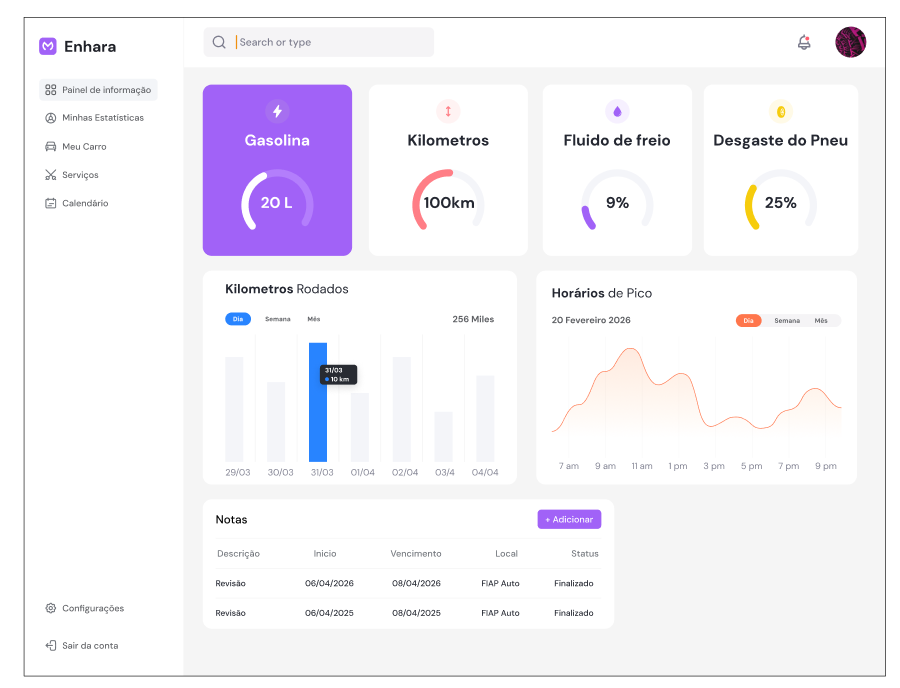 Enhara
Search or type
Painel de informação
Minhas Estatísticas
Meu Carro
Serviços
Calendário
Configurações
Sair da conta
Gasolina
20 L
Kilometros
100km
Fluido de freio
9%
Desgaste do Pneu
25%
Kilometros Rodados
Dia Semana Mês 256 Miles
31/03
10 km
29/03 30/03 31/03 01/04 02/04 03/4 04/04
Horários de Pico
20 Fevereiro 2026 Dia Semana Mês
7 am 9 am 11 am 1 pm 3 pm 5 pm 7 pm 9 pm
Notas + Adicionar
Descrição Inicio Vencimento Local Status
Revisão 06/04/2026 08/04/2026 FIAP Auto Finalizado
Revisão 06/04/2025 08/04/2025 FIAP Auto Finalizado